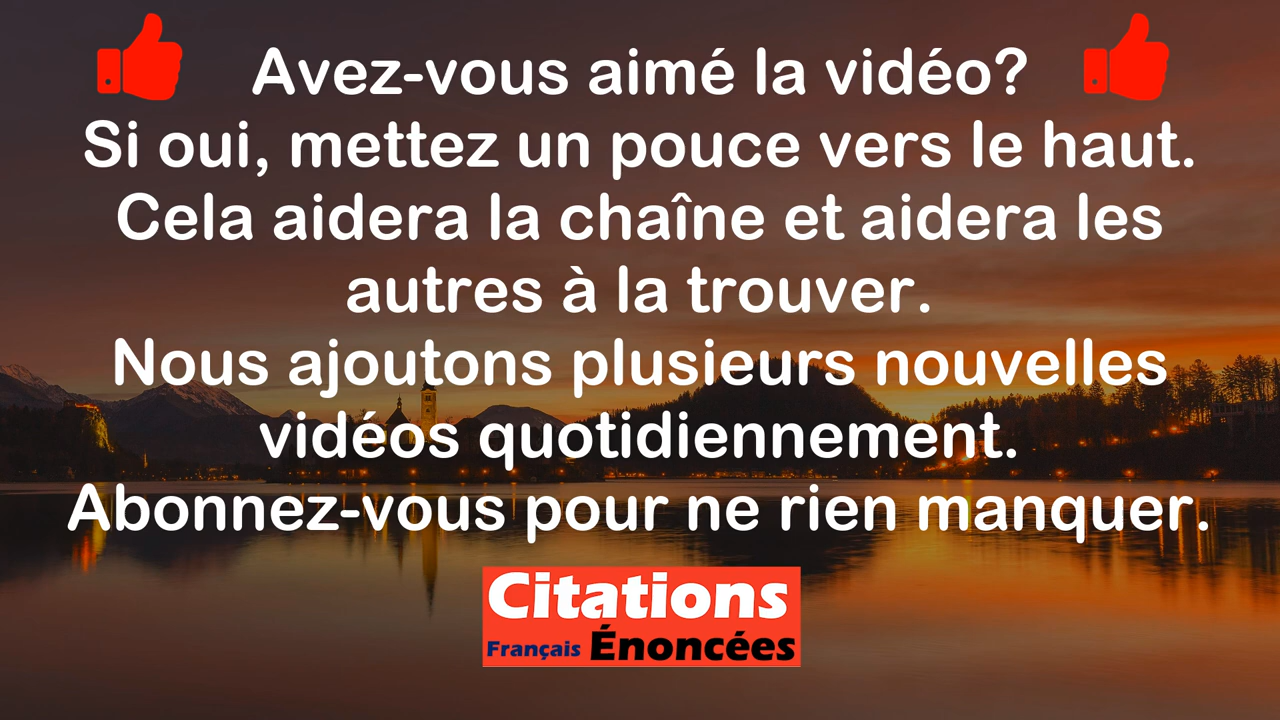 Avez-vous aimé la vidéo?
Si oui, mettez un pouce vers le haut.
Cela aidera la chaîne et aidera les
autres à la trouver.
Nous ajoutons plusieurs nouvelles
vidéos quotidiennement.
Abonnez-vous pour ne rien manquer.
Citations
Français Énoncées